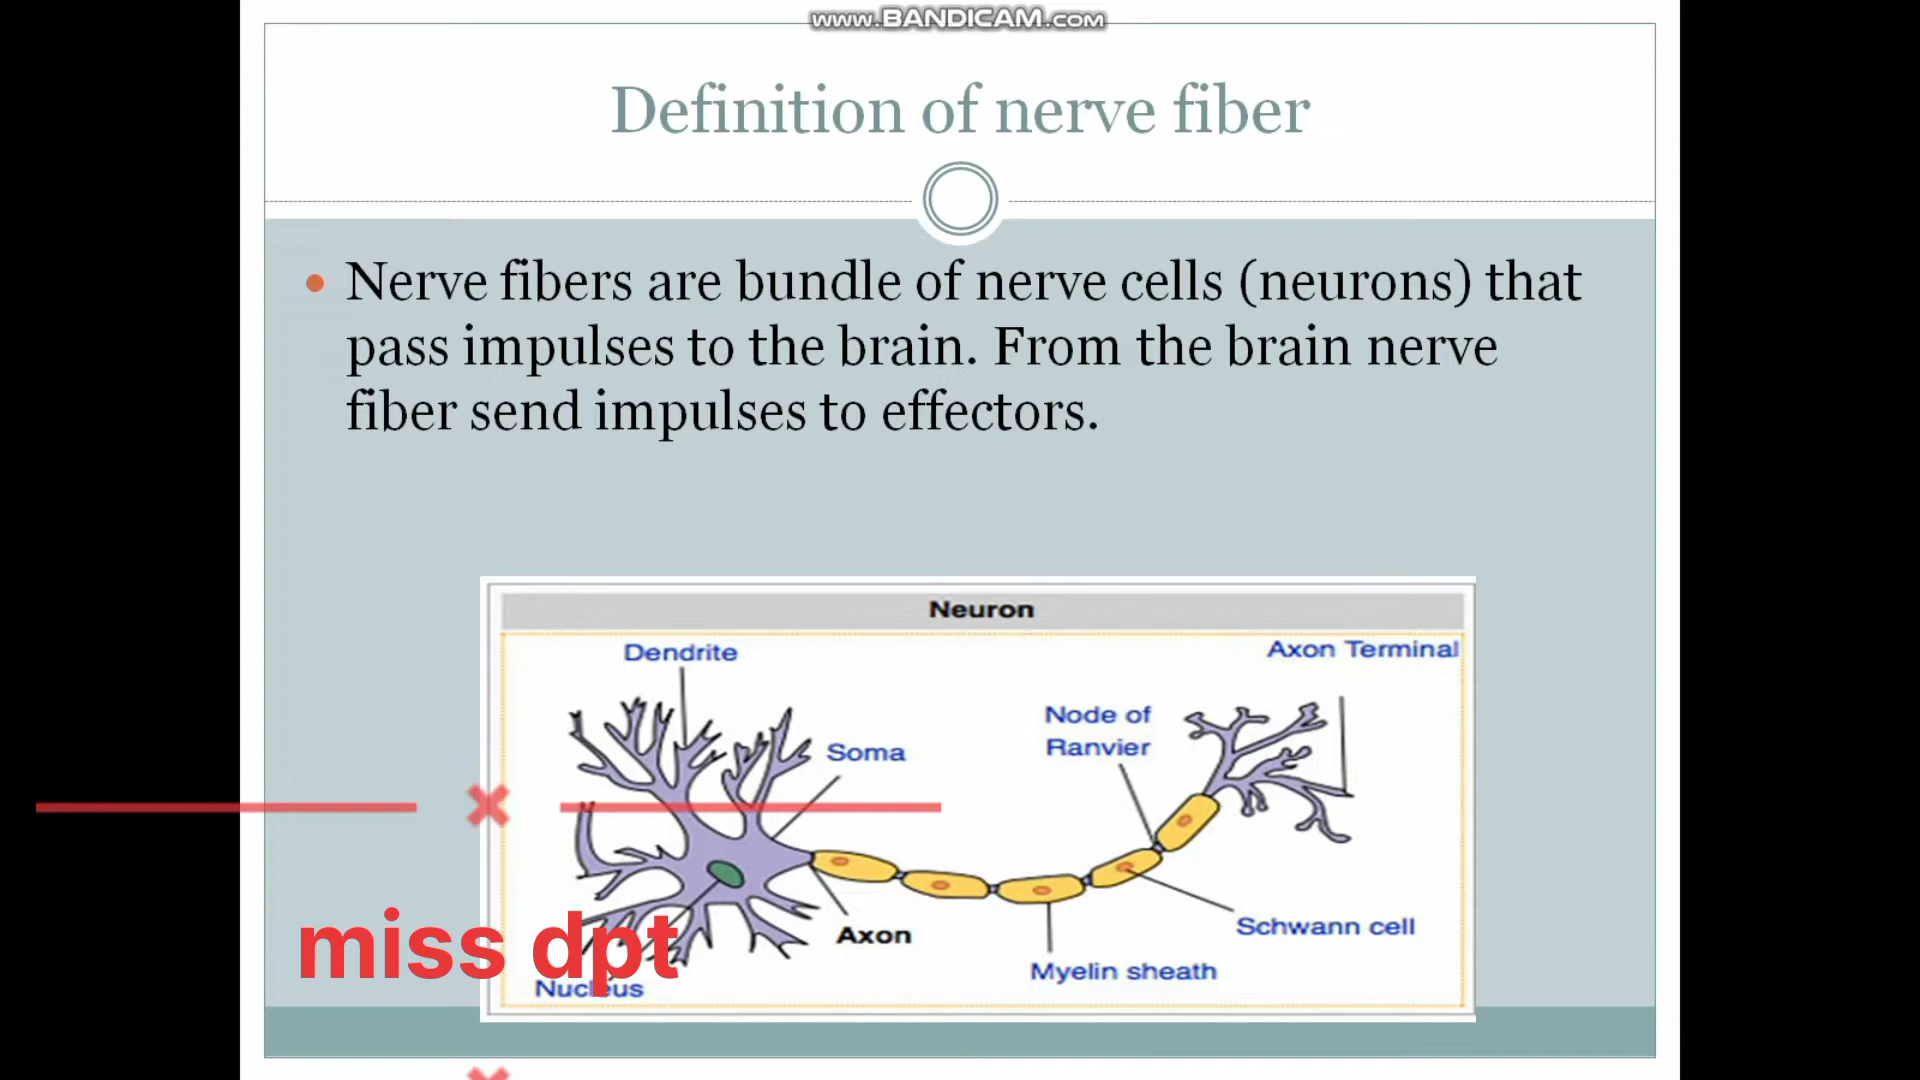 www.BANDICAM.com
Definition of nerve fiber
Nerve fibers are bundle of nerve cells (neurons) that
pass impulses to the brain. From the brain nerve
fiber send impulses to effectors.
Neuron
Dendrite
Axon Terminal
Node of
Ranvier
Soma
Axon
Schwann cell
Myelin sheath
miss dpt
Nucleus